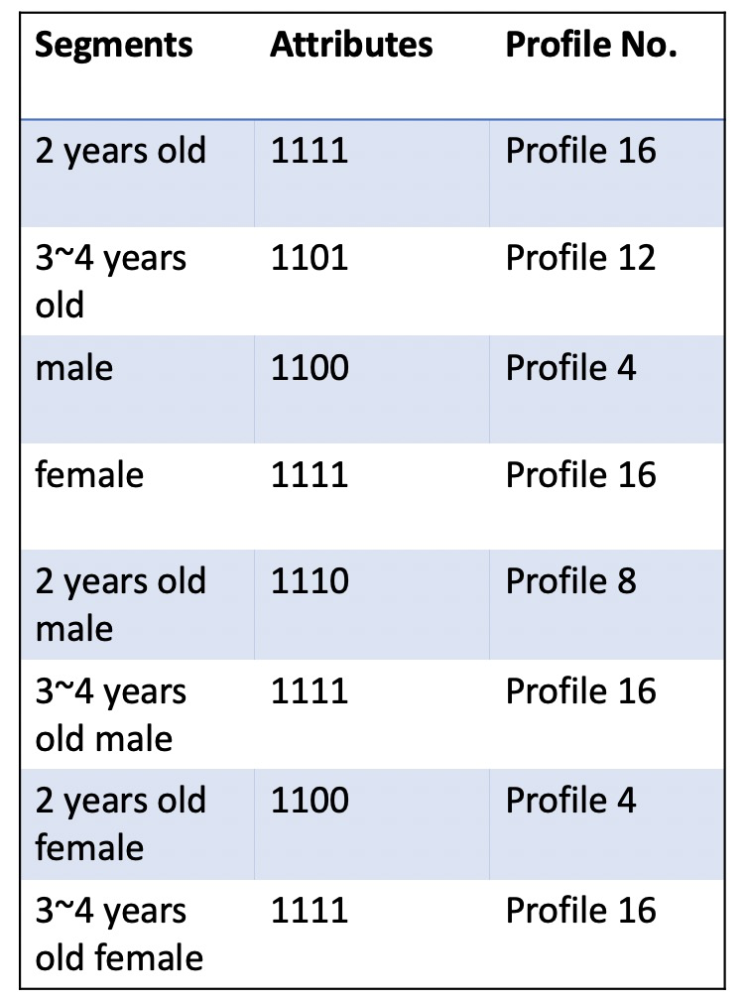 Segments Attributes Profile No.
2 years old 1111 Profile 16
3~4 years 1101 Profile 12
old
male 1100 Profile 4
female 1111 Profile 16
2 years old 1110 Profile 8
male
3~4 years 1111 Profile 16
old male
2 years old 1100 Profile 4
female
3~4 years 1111 Profile 16
old female